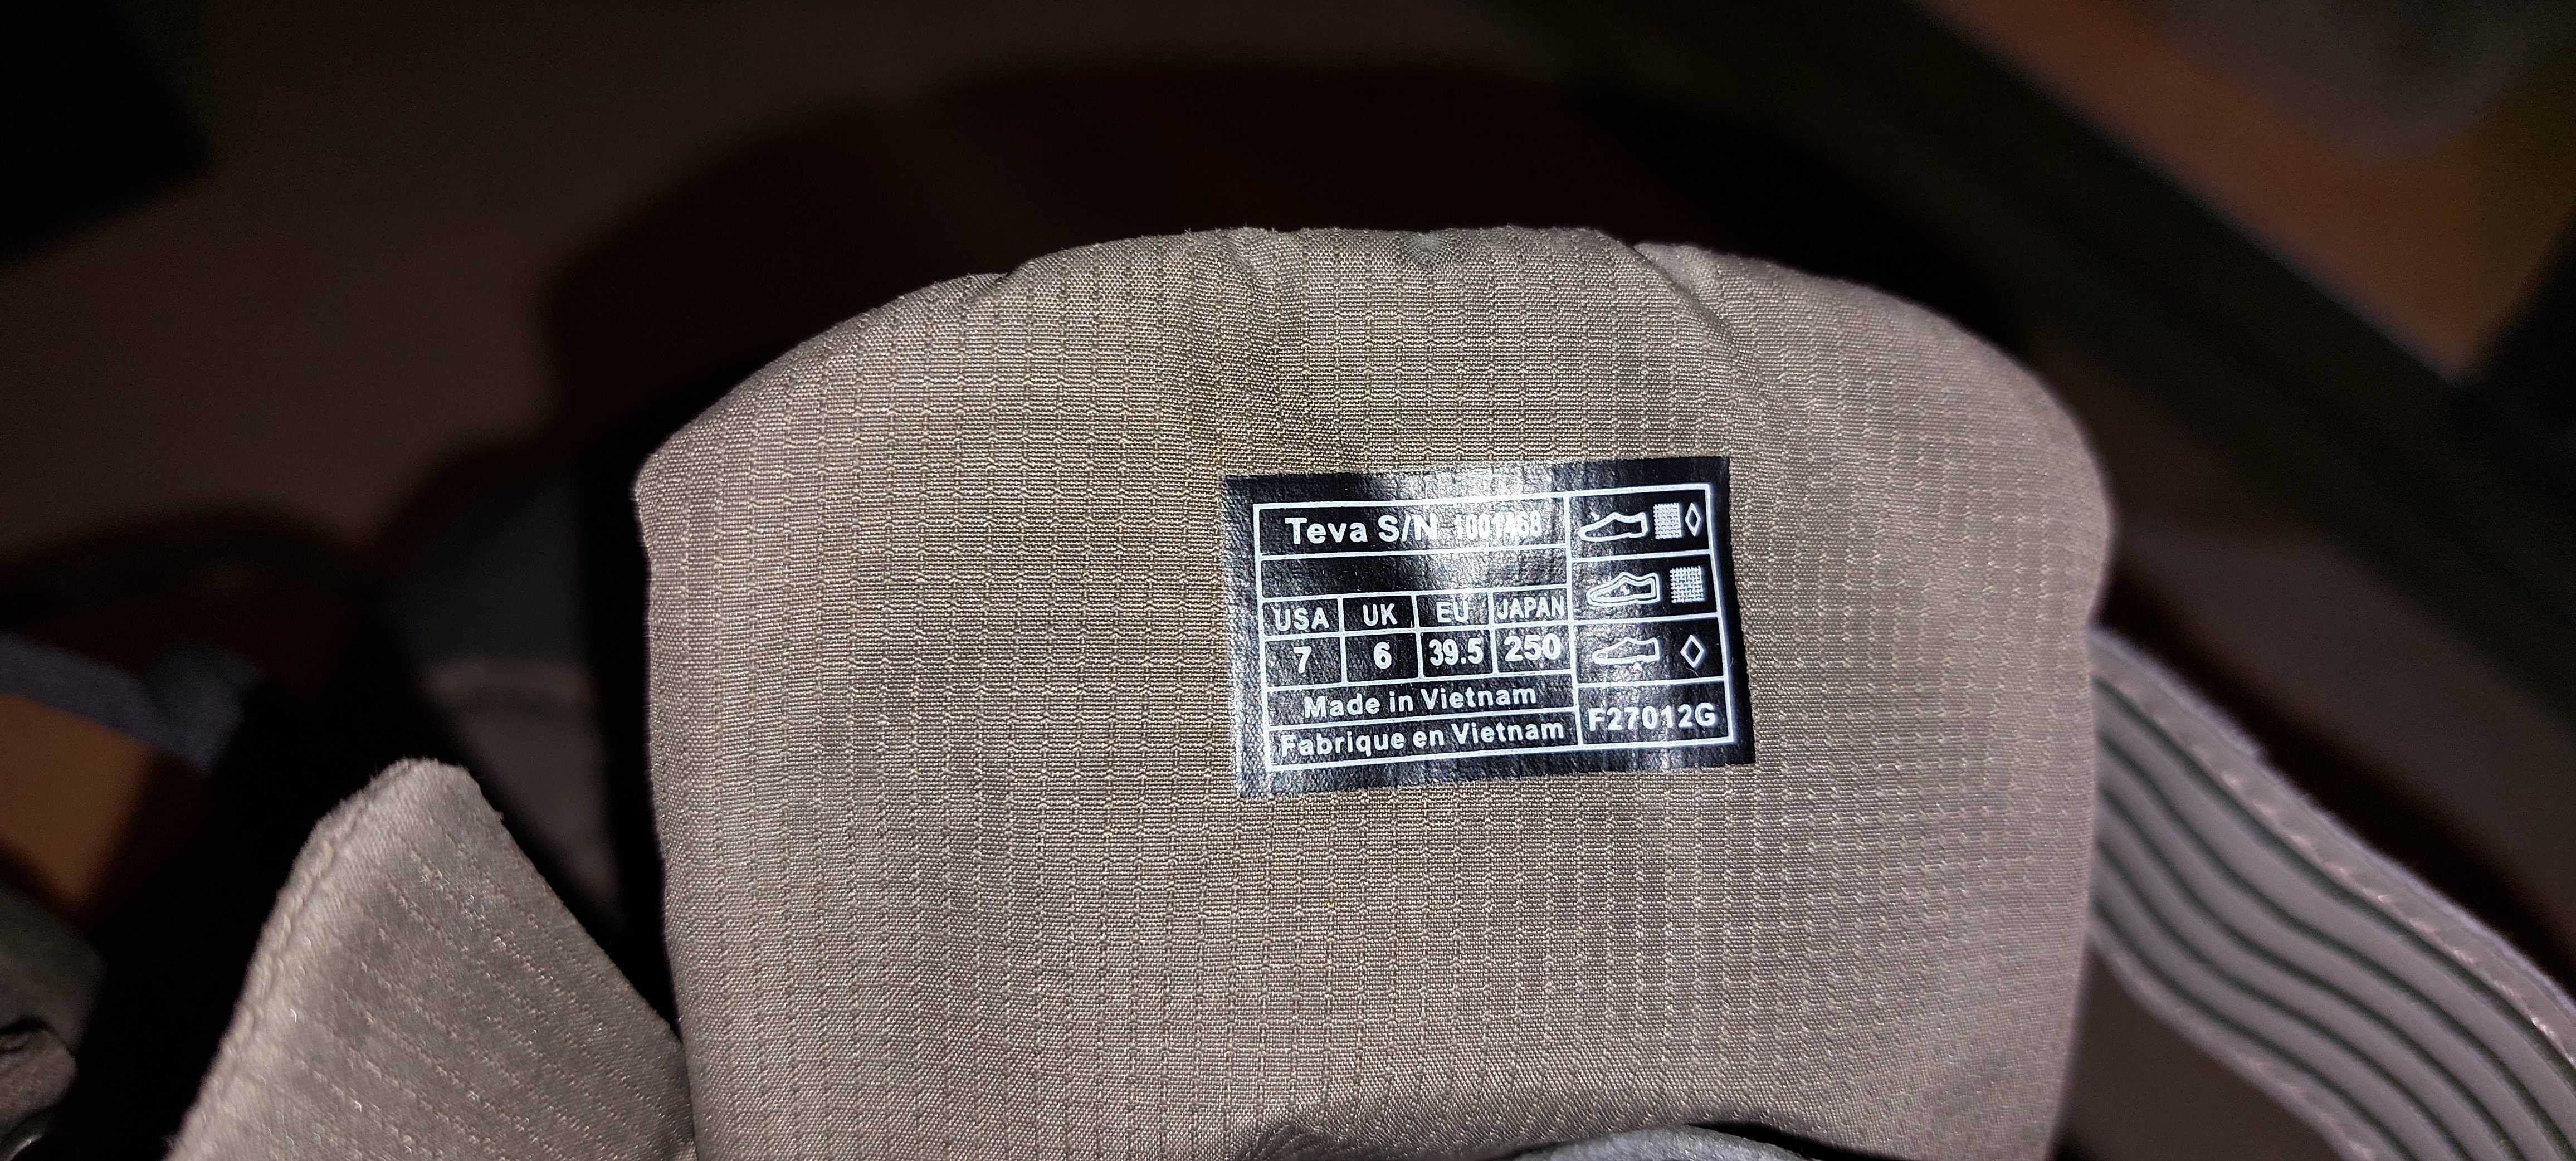 Teva S/N 1001468
USA UK EU JAPAN
7 6 39.5 250
Made in Vietnam
Fabrique en Vietnam
F27012G